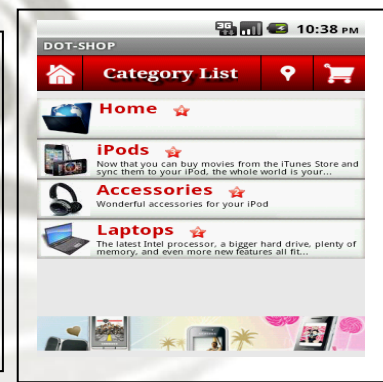 3G 10:38 PM
DOT-SHOP
Category List
Home
iPods
Now that you can buy movies from the iTunes Store and
sync them to your iPod, the whole world is your...
Accessories
Wonderful accessories for your iPod
Laptops
The latest Intel processor, a bigger hard drive, plenty of
memory, and even more new features all fit...